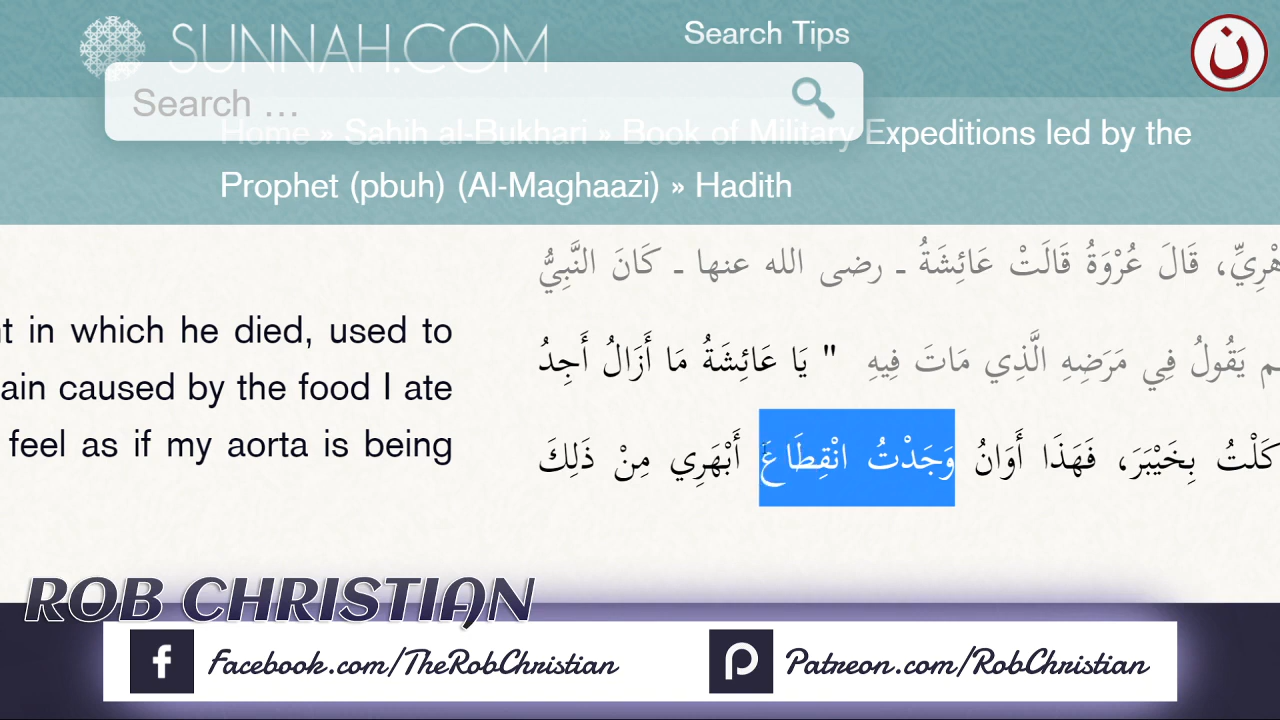 SUNNAH.COM
Search Tips
ن
Search ...
Home » Sahih al-Bukhari » Book of Military Expeditions led by the
Prophet (pbuh) (Al-Maghaazi) » Hadith
in which he died, used to
caused by the food I ate
feel as if my aorta is being
قَالَ عُرْوَةُ قَالَتْ عَائِشَةُ ـ رضى الله عنها ـ كَانَ النَّبِيُّ
يَقُولُ فِي مَرَضِهِ الَّذِي مَاتَ فِيهِ " يَا عَائِشَةُ مَا أَزَالُ أَجِدُ
بِخَيْبَرَ، فَهَذَا أَوَانُ وَجَدْتُ انْقِطَاعَ أَبْهَرِي مِنْ ذَلِكَ
ROB CHRISTIAN
Facebook.com/TheRobChristian
Patreon.com/RobChristian